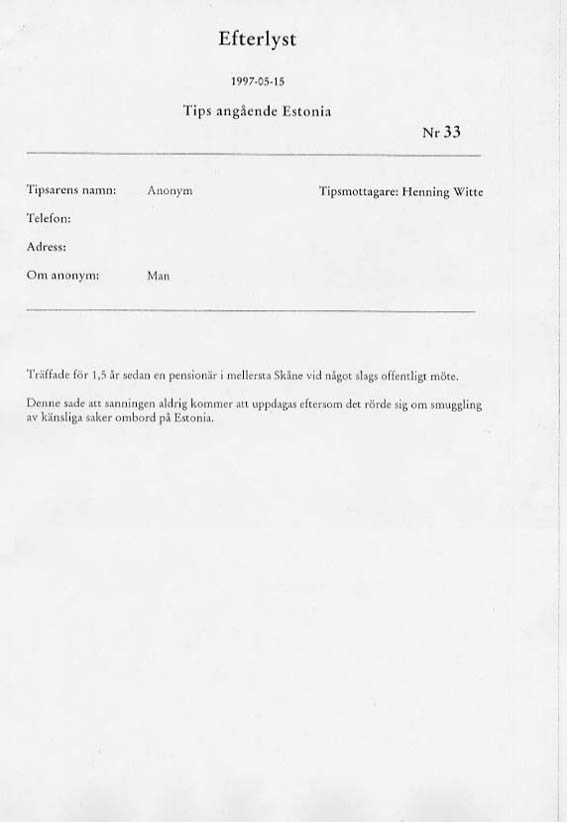 Efterlyst
1997-05-15
Tips angående Estonia
Nr 33
Tipsarens namn: Anonym Tipsmottagare: Henning Witte
Telefon:
Adress:
Om anonym: Man
Träffade för 1,5 år sedan en pensionär i mellersta Skåne vid något slags offentligt möte.
Denne sade att sanningen aldrig kommer att uppdagas eftersom det rörde sig om smuggling
av känsliga saker ombord på Estonia.